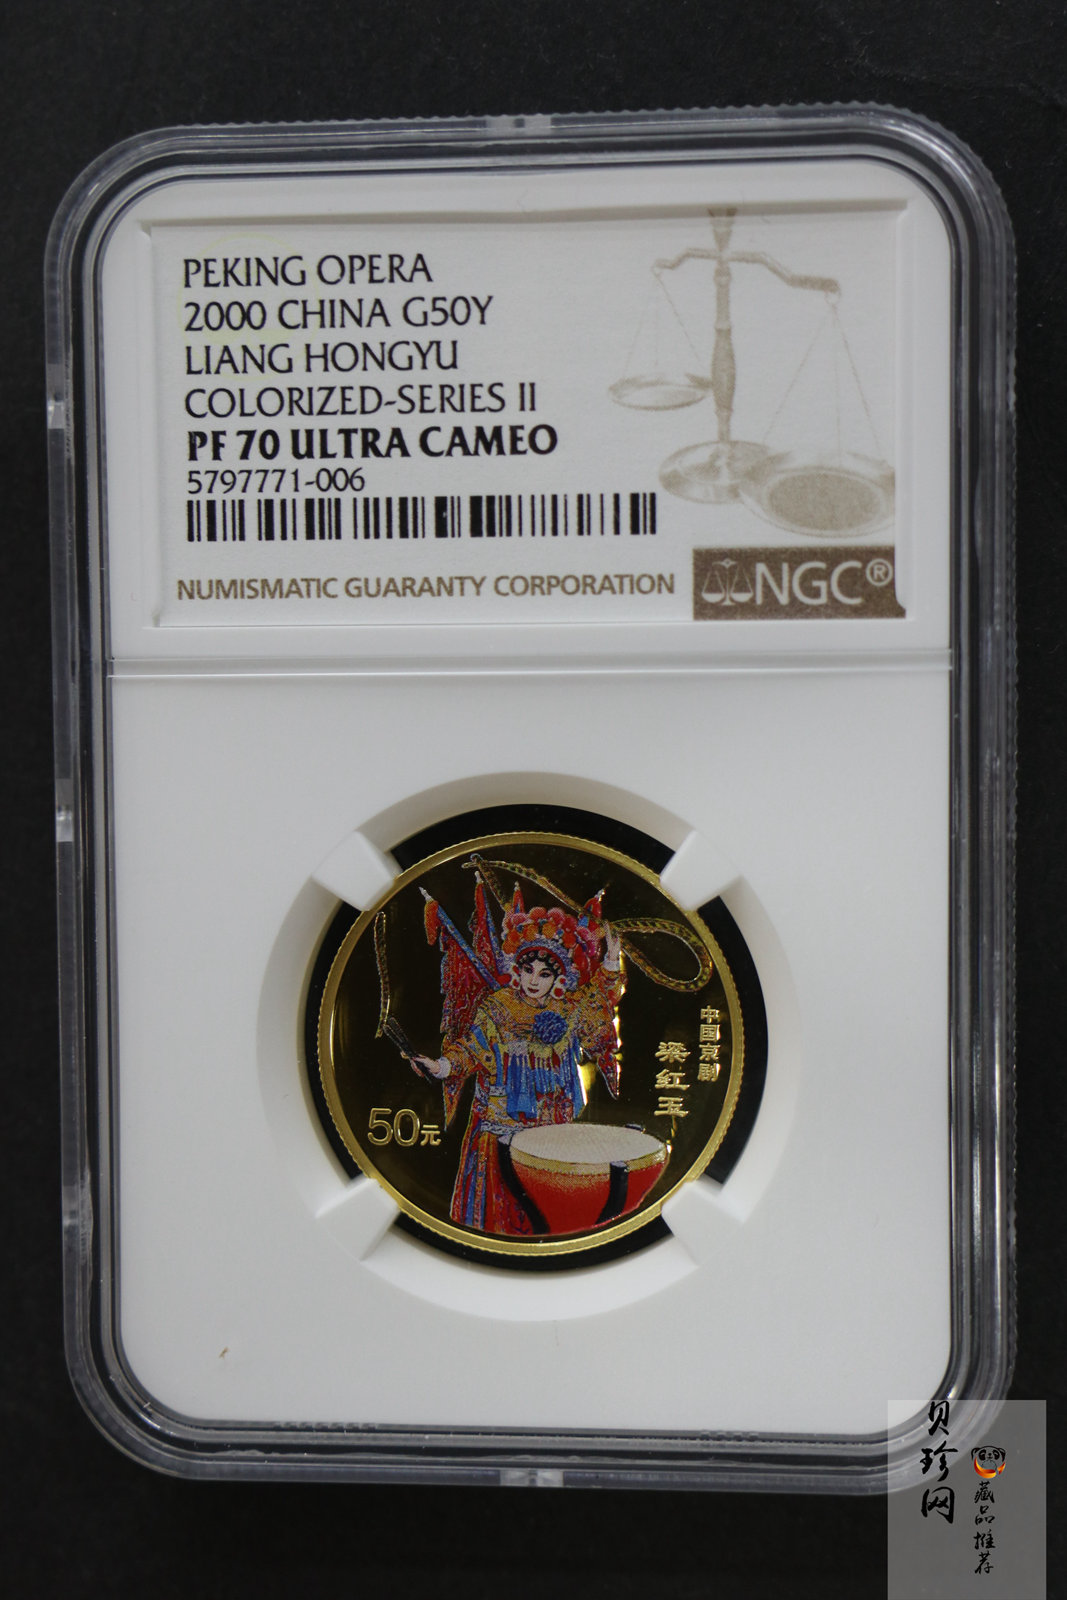 PEKING OPERA
2000 CHINA G50Y
LIANG HONGYU
COLORIZED-SERIES II
PF 70 ULTRA CAMEO
5797771-006
NUMISMATIC GUARANTY CORPORATION
NGC®
中国京剧
梁红玉
50元
贝珍网
藏品推荐